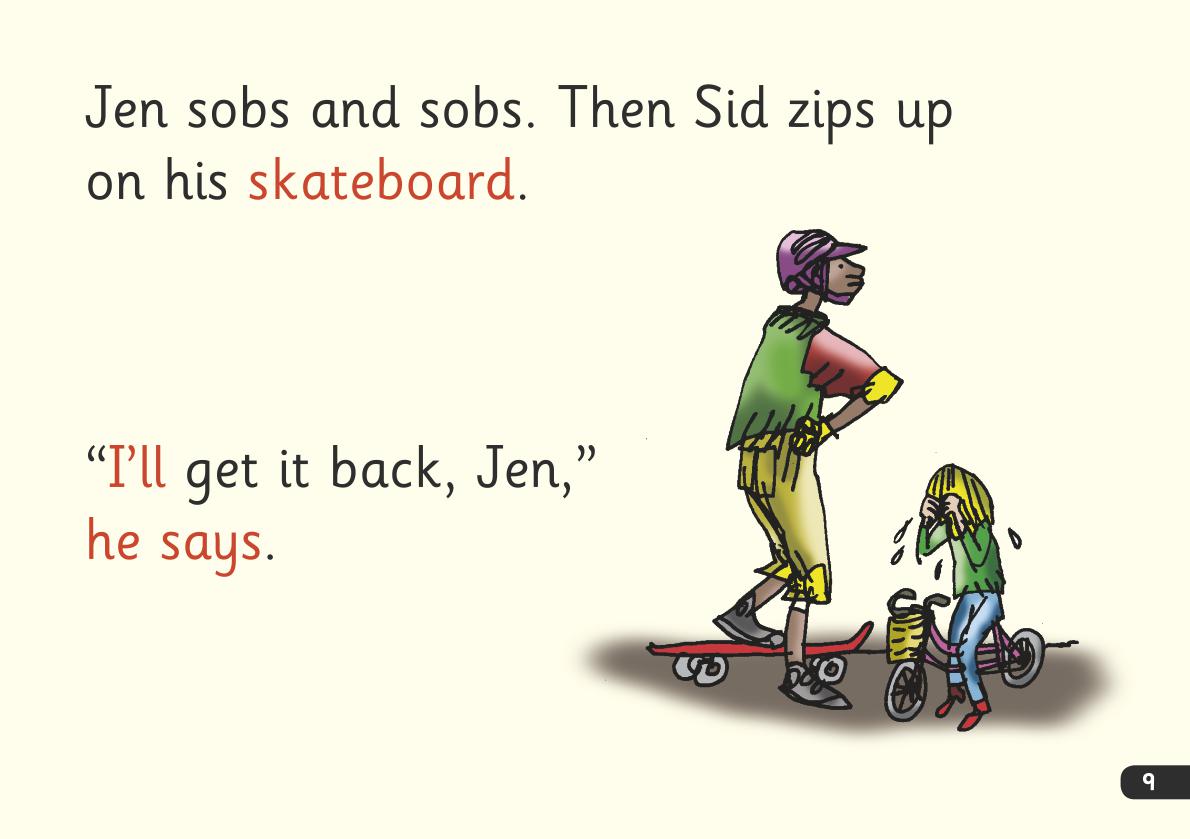 Jen sobs and sobs. Then Sid zips up
on his skateboard.
“I’ll get it back, Jen,”
he says.
9